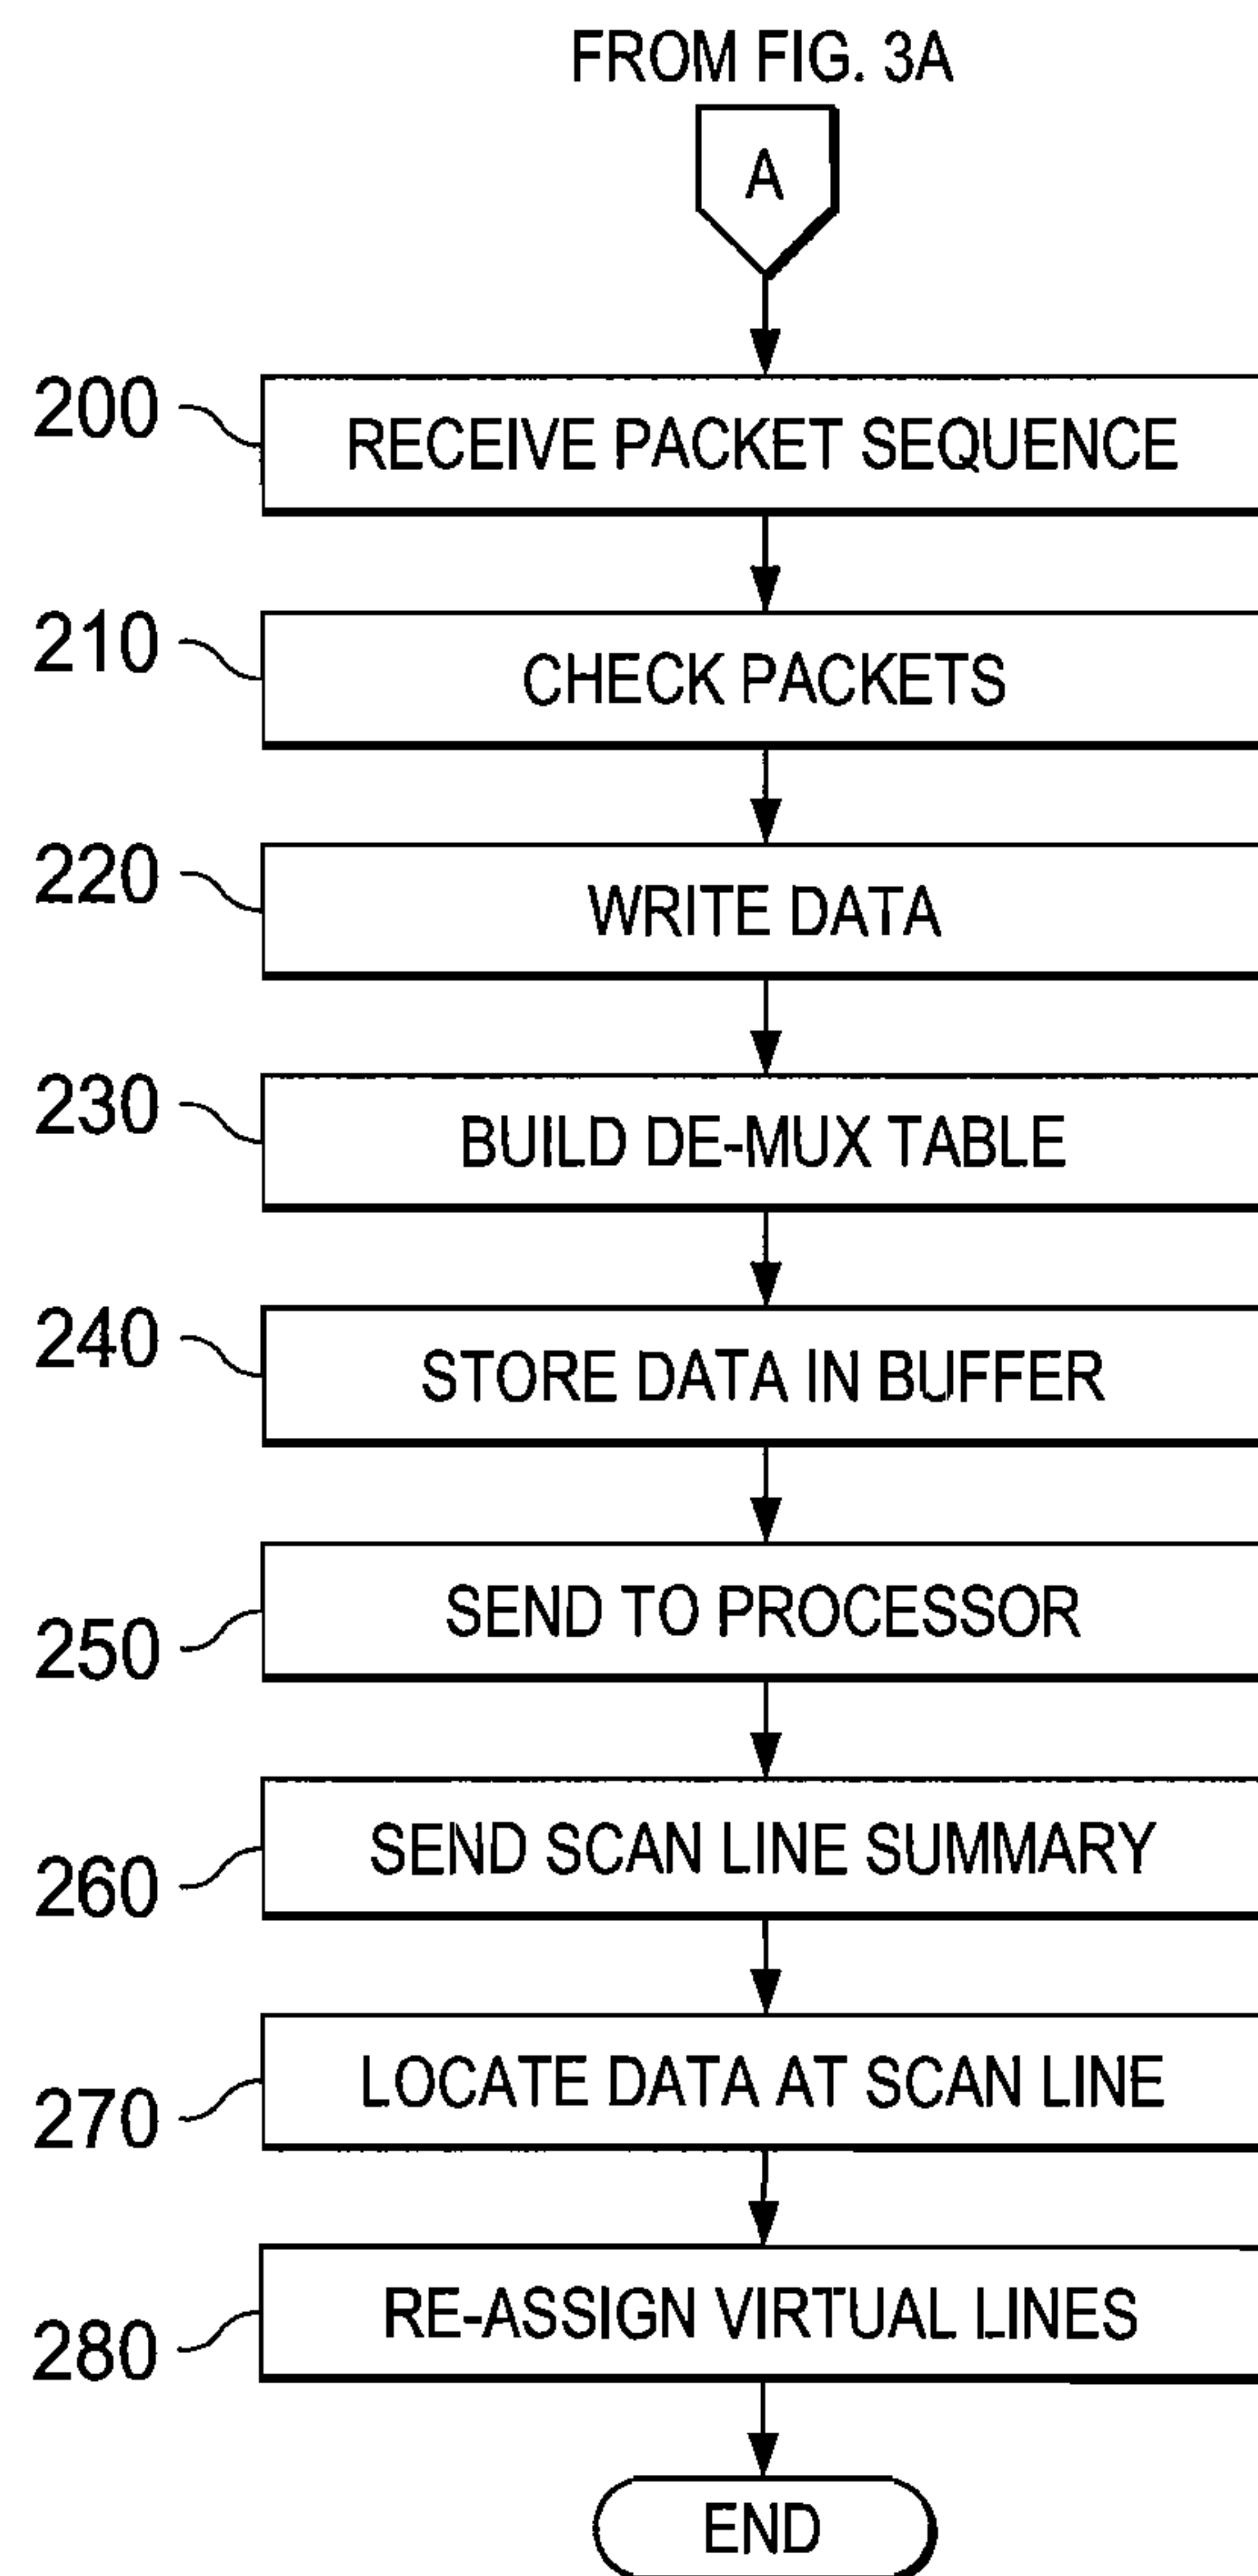 FROM FIG. 3A
A
200 RECEIVE PACKET SEQUENCE
210 CHECK PACKETS
220 WRITE DATA
230 BUILD DE-MUX TABLE
240 STORE DATA IN BUFFER
250 SEND TO PROCESSOR
260 SEND SCAN LINE SUMMARY
270 LOCATE DATA AT SCAN LINE
280 RE-ASSIGN VIRTUAL LINES
END